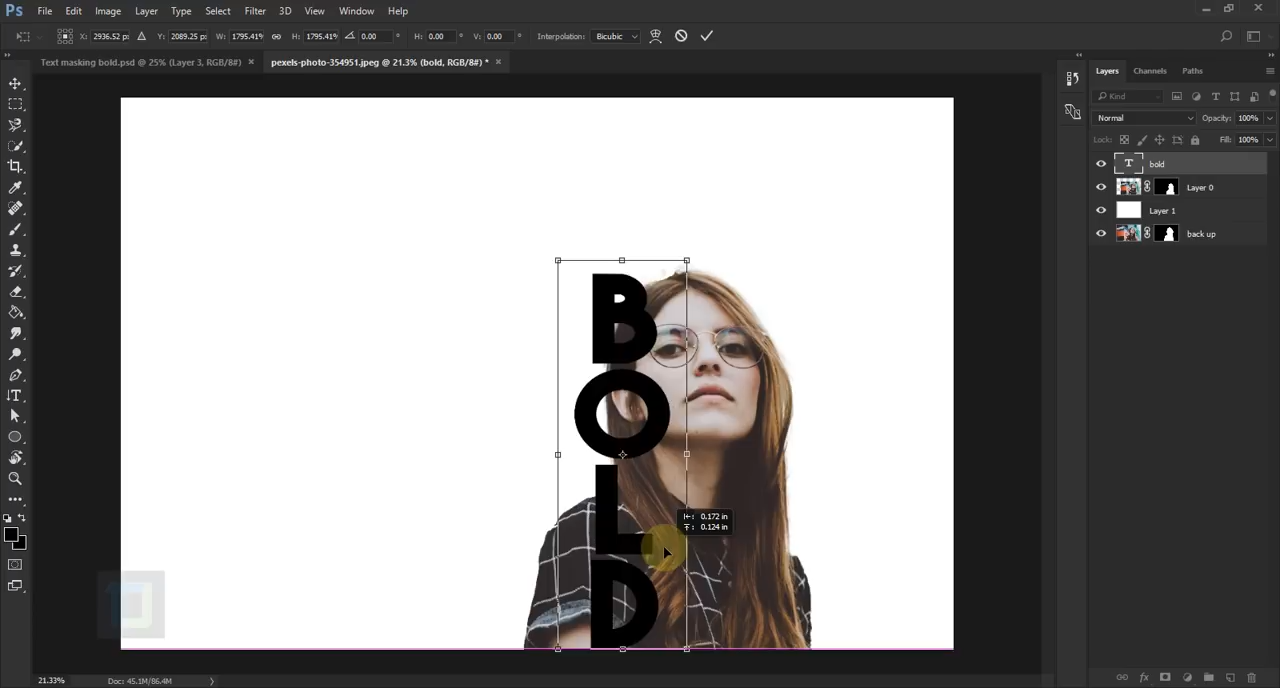 Ps File Edit Image Layer Type Select Filter 3D View Window Help
X: 2936.52 px Y: 2089.25 px W: 1795.41% H: 1795.41% 0.00 ° H: 0.00 ° V: 0.00 ° Interpolation: Bicubic
Text masking bold.psd @ 25% (Layer 3, RGB/8#) × pexels-photo-354951.jpeg @ 21.3% (bold, RGB/8#) * ×
Layers Channels Paths
Kind
Normal Opacity: 100%
Lock: Fill: 100%
T bold
Layer 0
Layer 1
back up
B
O
L
D
0.172 in
0.124 in
21.33% Doc: 45.1M/86.4M
fx